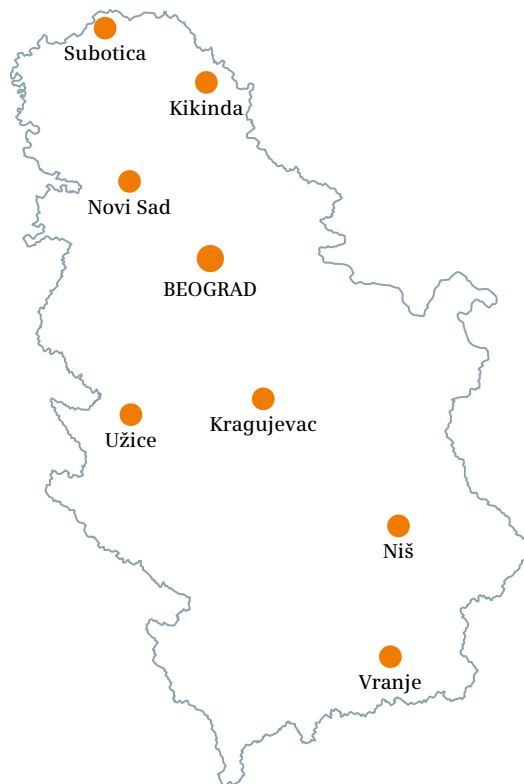 Subotica
Kikinda
Novi Sad
BEOGRAD
Kragujevac
Užice
Niš
Vranje